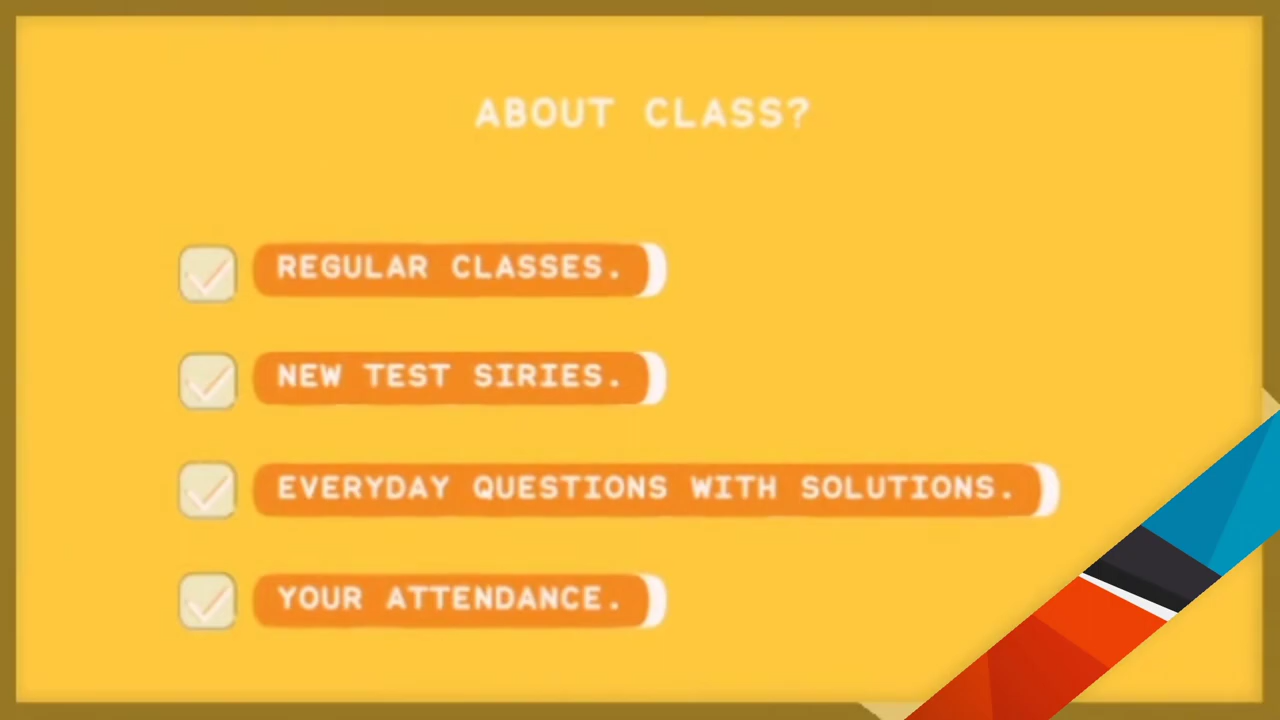 ABOUT CLASS?
REGULAR CLASSES.
NEW TEST SIRIES.
EVERYDAY QUESTIONS WITH SOLUTIONS.
YOUR ATTENDANCE.